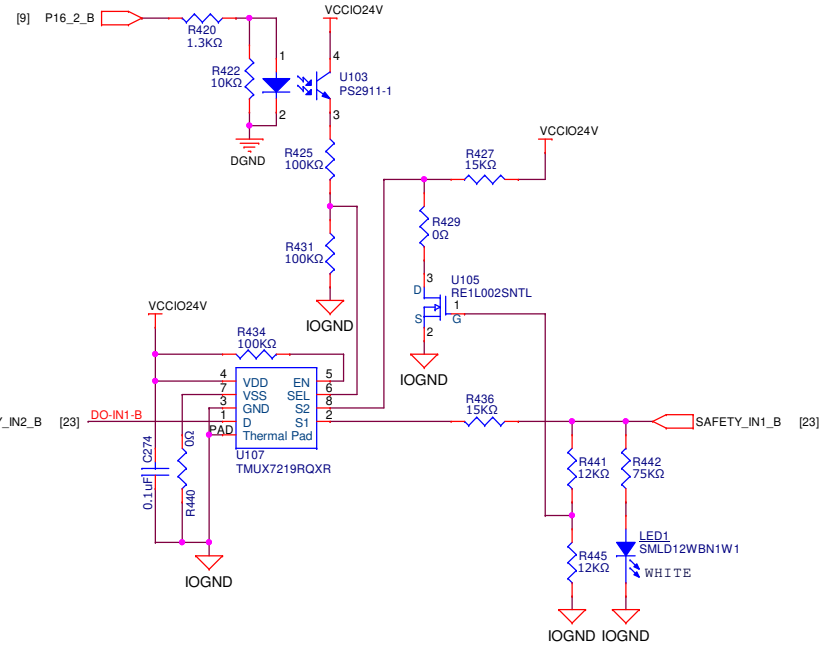 [9] P16_2_B
R420
1.3KΩ
VCCIO24V
1
4
R422
10KΩ
U103
PS2911-1
2
3
DGND
R425
100KΩ
VCCIO24V
R427
15KΩ
R429
0Ω
R431
100KΩ
3
D
U105
RE1L002SNTL
1
S
G
2
VCCIO24V
IOGND
R434
100KΩ
IOGND
4 VDD EN 5
7 VSS SEL 6
3 GND S2 8
1 D S1 2
PAD Thermal Pad
U107
TMUX7219RQXR
Y_IN2_B [23] DO-IN1-B
R436
15KΩ
SAFETY_IN1_B [23]
C274
0.1uF
0Ω
R440
R441
12KΩ
R442
75KΩ
LED1
SMLD12WBN1W1
WHITE
R445
12KΩ
IOGND
IOGND IOGND